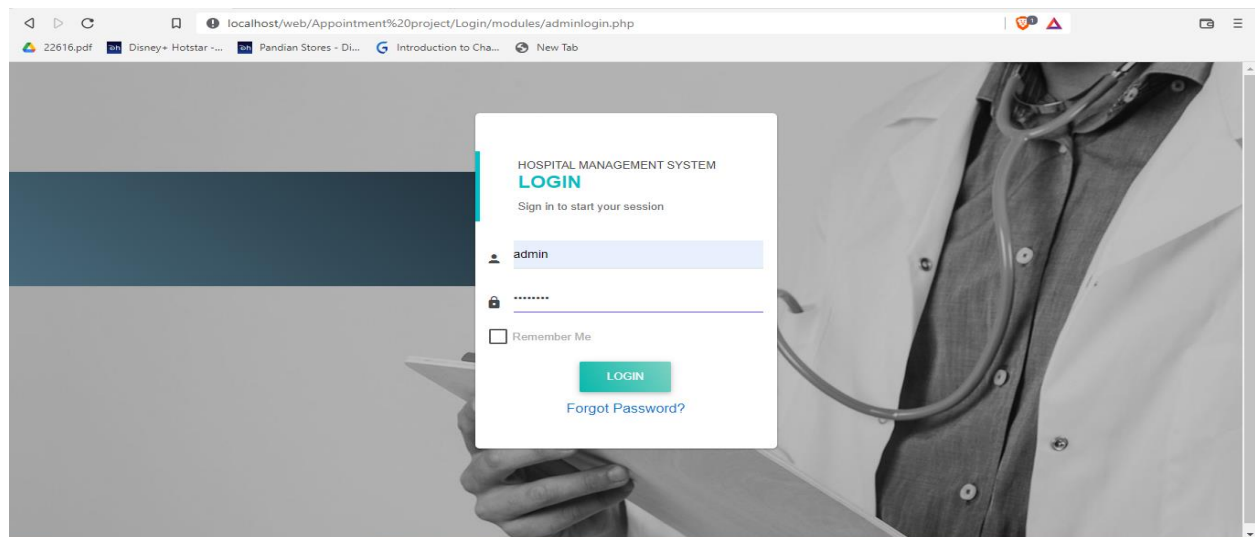 localhost/web/Appointment%20project/Login/modules/adminlogin.php
1
22616.pdf Disney+ Hotstar -... Pandian Stores - Di... Introduction to Cha... New Tab
HOSPITAL MANAGEMENT SYSTEM
LOGIN
Sign in to start your session
admin
........
Remember Me
LOGIN
Forgot Password?